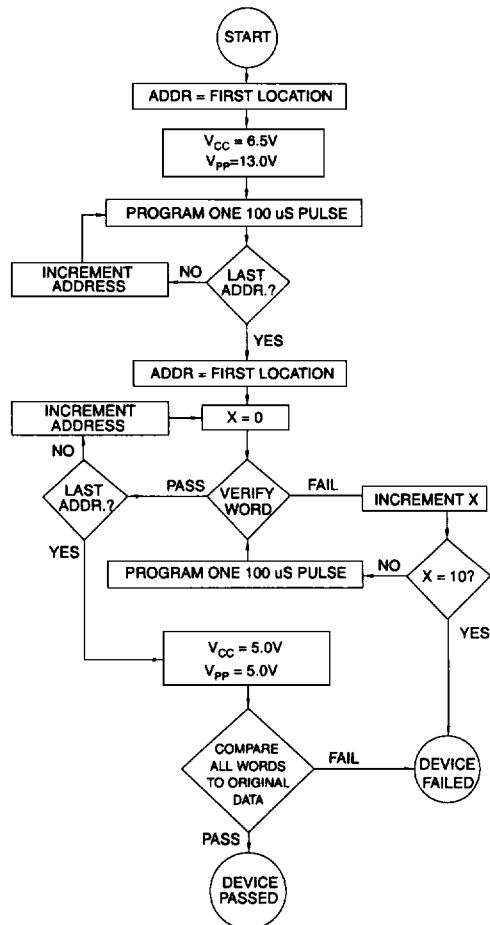 START
ADDR = FIRST LOCATION
VCC = 6.5V
VPP=13.0V
PROGRAM ONE 100 uS PULSE
INCREMENT
ADDRESS
NO
LAST
ADDR.?
YES
ADDR = FIRST LOCATION
INCREMENT
ADDRESS
X = 0
NO
LAST
ADDR.?
PASS
VERIFY
WORD
FAIL
INCREMENT X
YES
PROGRAM ONE 100 uS PULSE
NO
X = 10?
YES
VCC = 5.0V
VPP = 5.0V
COMPARE
ALL WORDS
TO ORIGINAL
DATA
FAIL
DEVICE
FAILED
PASS
DEVICE
PASSED